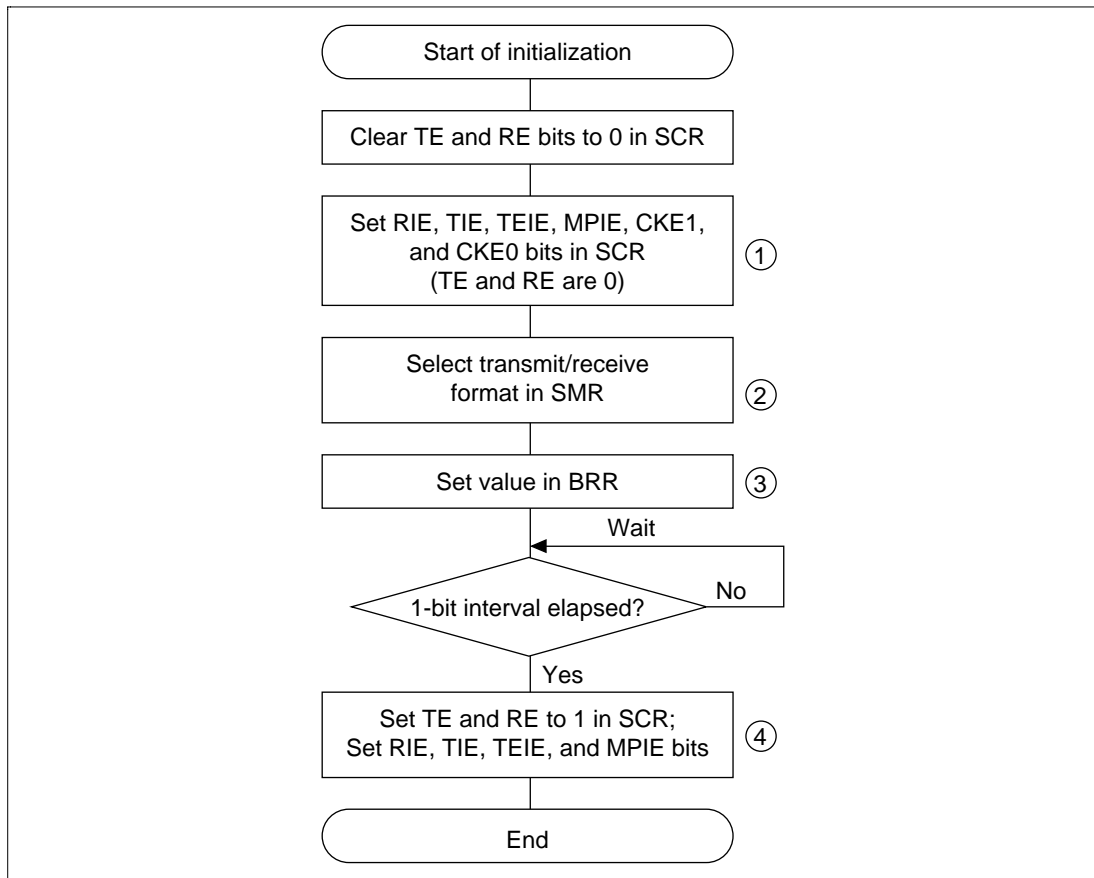 Start of initialization
Clear TE and RE bits to 0 in SCR
Set RIE, TIE, TEIE, MPIE, CKE1,
and CKE0 bits in SCR
(TE and RE are 0)
1
Select transmit/receive
format in SMR
2
Set value in BRR
3
Wait
1-bit interval elapsed?
No
Yes
Set TE and RE to 1 in SCR;
Set RIE, TIE, TEIE, and MPIE bits
4
End